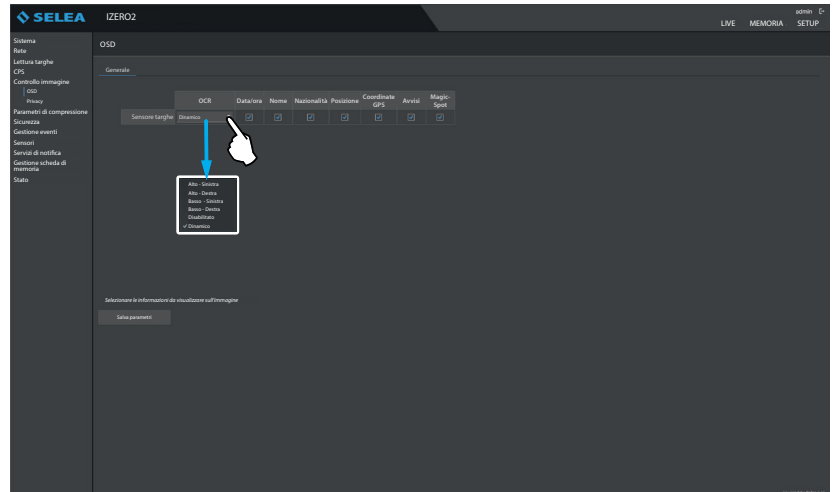 SELEA
IZERO2
admin
LIVE MEMORIA SETUP
Sistema
Rete
Lettura targhe
CPS
Controllo immagine
OSD
Privacy
Parametri di compressione
Sicurezza
Gestione eventi
Sensori
Servizi di notifica
Gestione scheda di
memoria
Stato
OSD
Generale
OCR Data/ora Nome Nazionalità Posizione Coordinate GPS Avvisi Magic-Spot
Sensore targhe Dinamico
Alto - Sinistra
Alto - Destra
Basso - Sinistra
Basso - Destra
Disabilitato
Dinamico
Selezionare le informazioni da visualizzare sull'immagine
Salva parametri